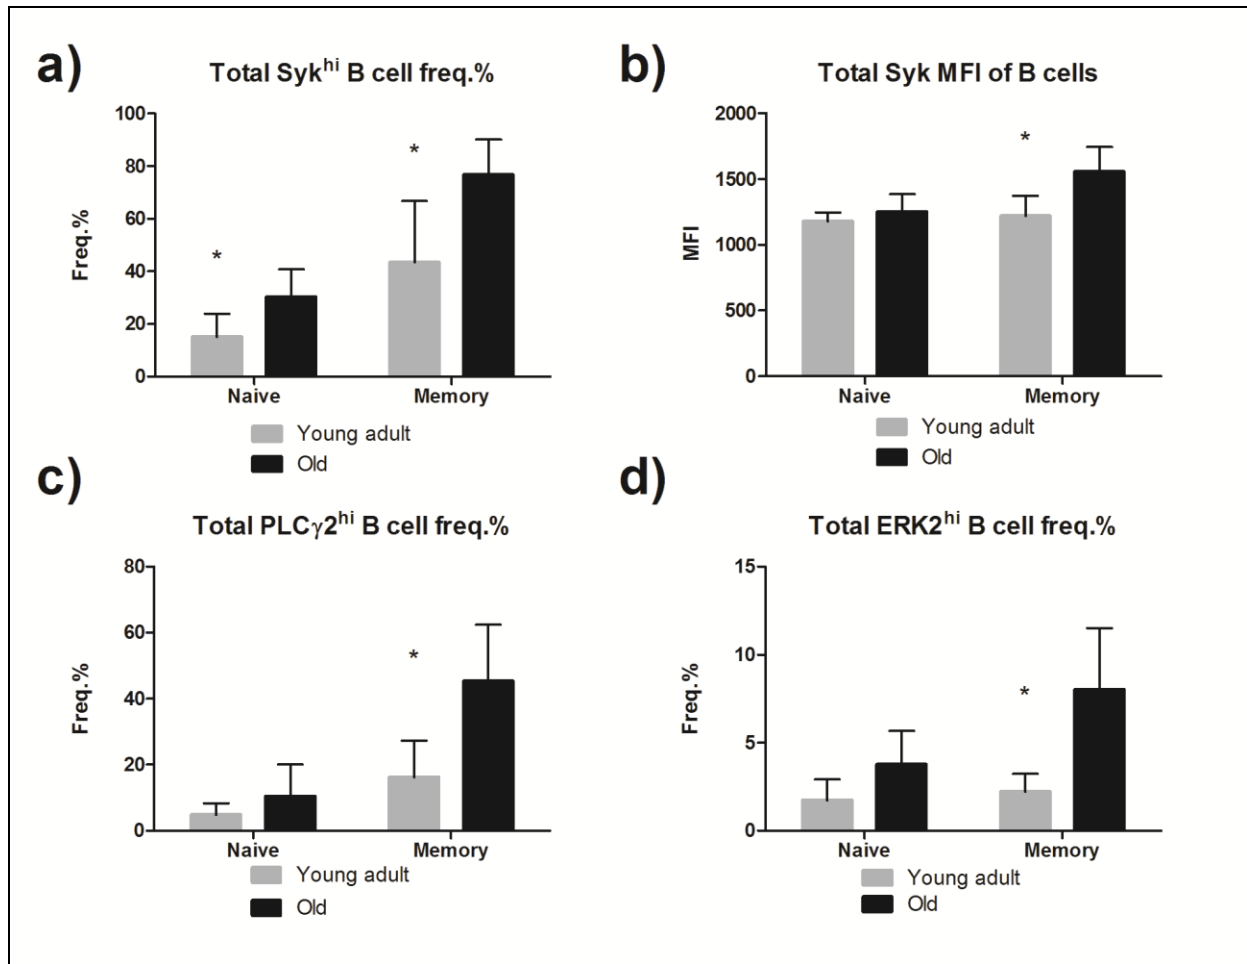 a)
Total Syk^hi B cell freq.%
100
80
60
40
20
0
Freq.%
*
*
Naive Memory
Young adult
Old
b)
Total Syk MFI of B cells
2000
1500
1000
500
0
MFI
*
Naive Memory
Young adult
Old
c)
Total PLCγ2^hi B cell freq.%
80
60
40
20
0
Freq.%
*
Naive Memory
Young adult
Old
d)
Total ERK2^hi B cell freq.%
15
10
5
0
Freq.%
*
Naive Memory
Young adult
Old